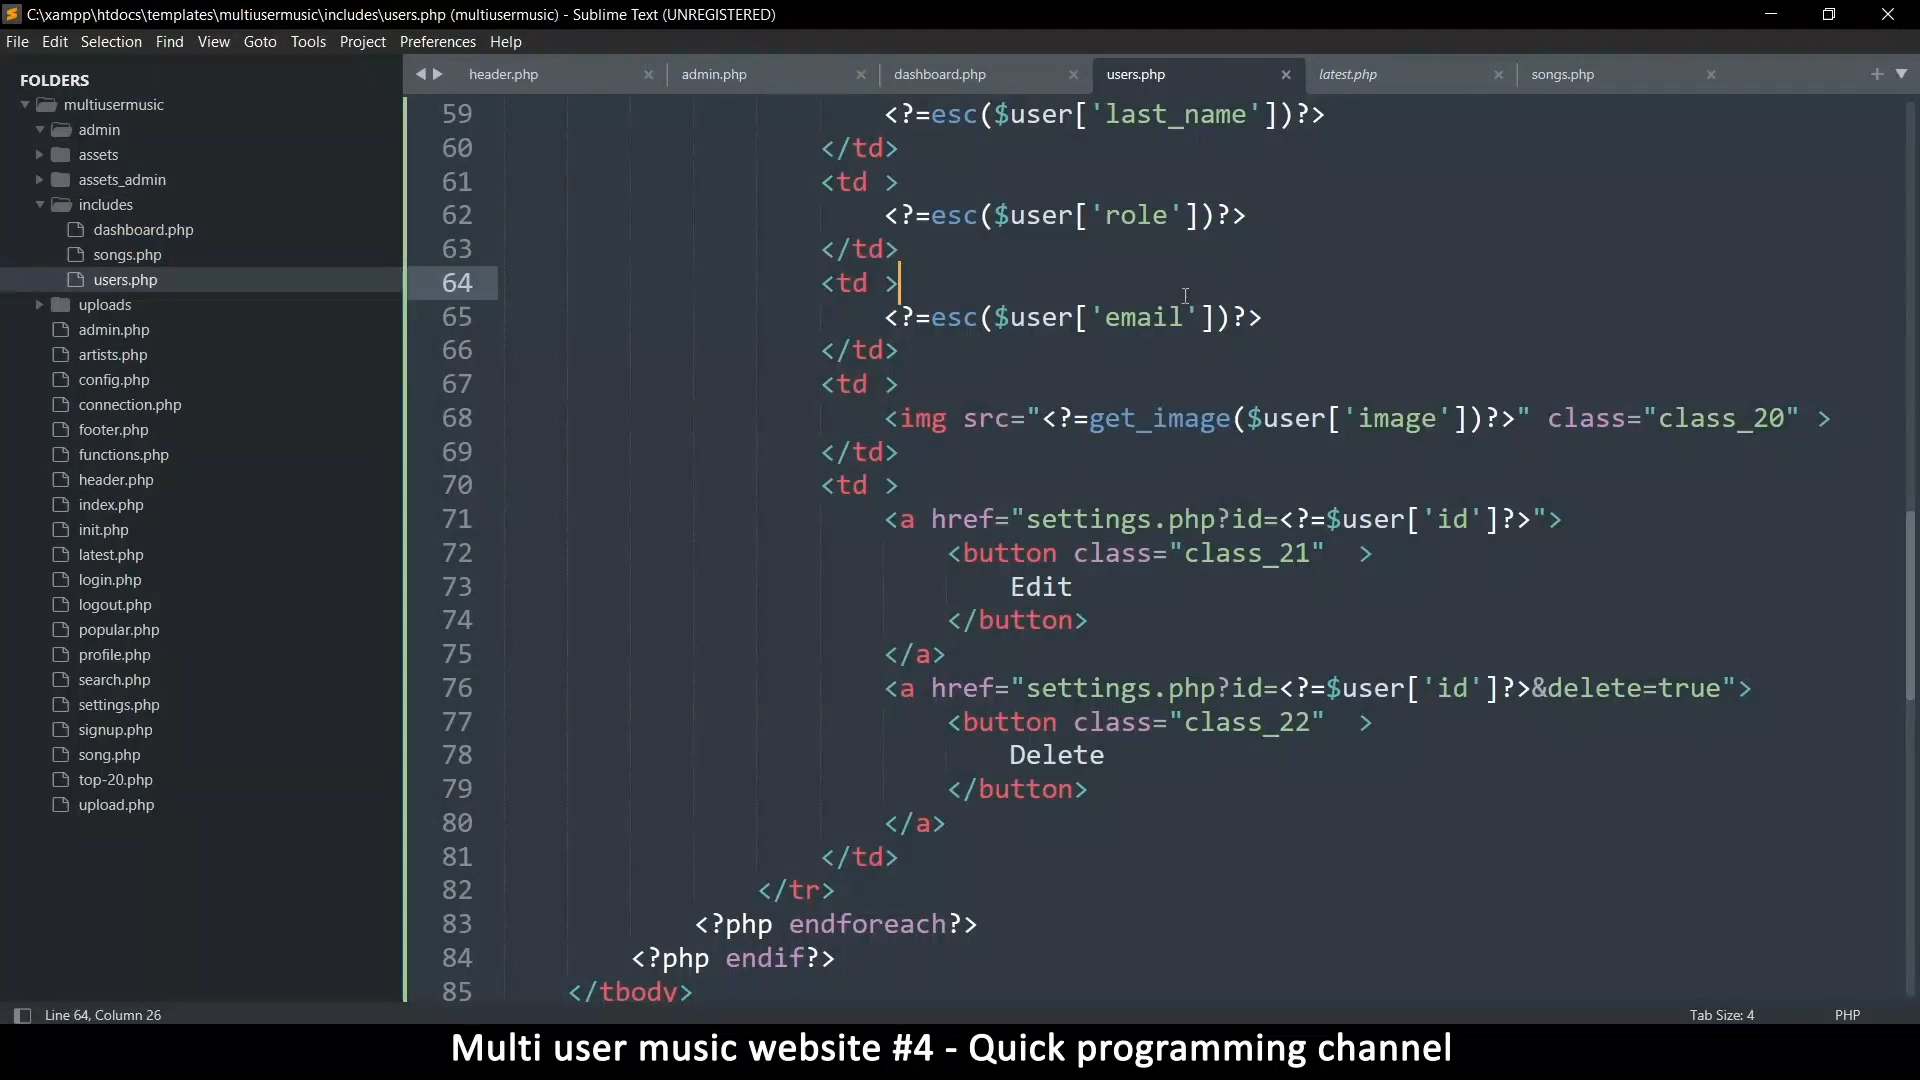 C:\xampp\htdocs\templates\multiusermusic\includes\users.php (multiusermusic) - Sublime Text (UNREGISTERED)
File Edit Selection Find View Goto Tools Project Preferences Help
FOLDERS
multiusermusic
admin
assets
assets_admin
includes
dashboard.php
songs.php
users.php
uploads
admin.php
artists.php
config.php
connection.php
footer.php
functions.php
header.php
index.php
init.php
latest.php
login.php
logout.php
popular.php
profile.php
search.php
settings.php
signup.php
song.php
top-20.php
upload.php
header.php admin.php dashboard.php users.php latest.php songs.php
59 <?=esc($user['last_name'])?>
60 </td>
61 <td >
62 <?=esc($user['role'])?>
63 </td>
64 <td >
65 <?=esc($user['email'])?>
66 </td>
67 <td >
68 <img src="<?=get_image($user['image'])?>" class="class_20" >
69 </td>
70 <td >
71 <a href="settings.php?id=<?=$user['id']?>">
72 <button class="class_21"  >
73 Edit
74 </button>
75 </a>
76 <a href="settings.php?id=<?=$user['id']?>&delete=true">
77 <button class="class_22"  >
78 Delete
79 </button>
80 </a>
81 </td>
82 </tr>
83 <?php endforeach?>
84 <?php endif?>
85 </tbody>
Line 64, Column 26 Tab Size: 4 PHP
Multi user music website #4 - Quick programming channel